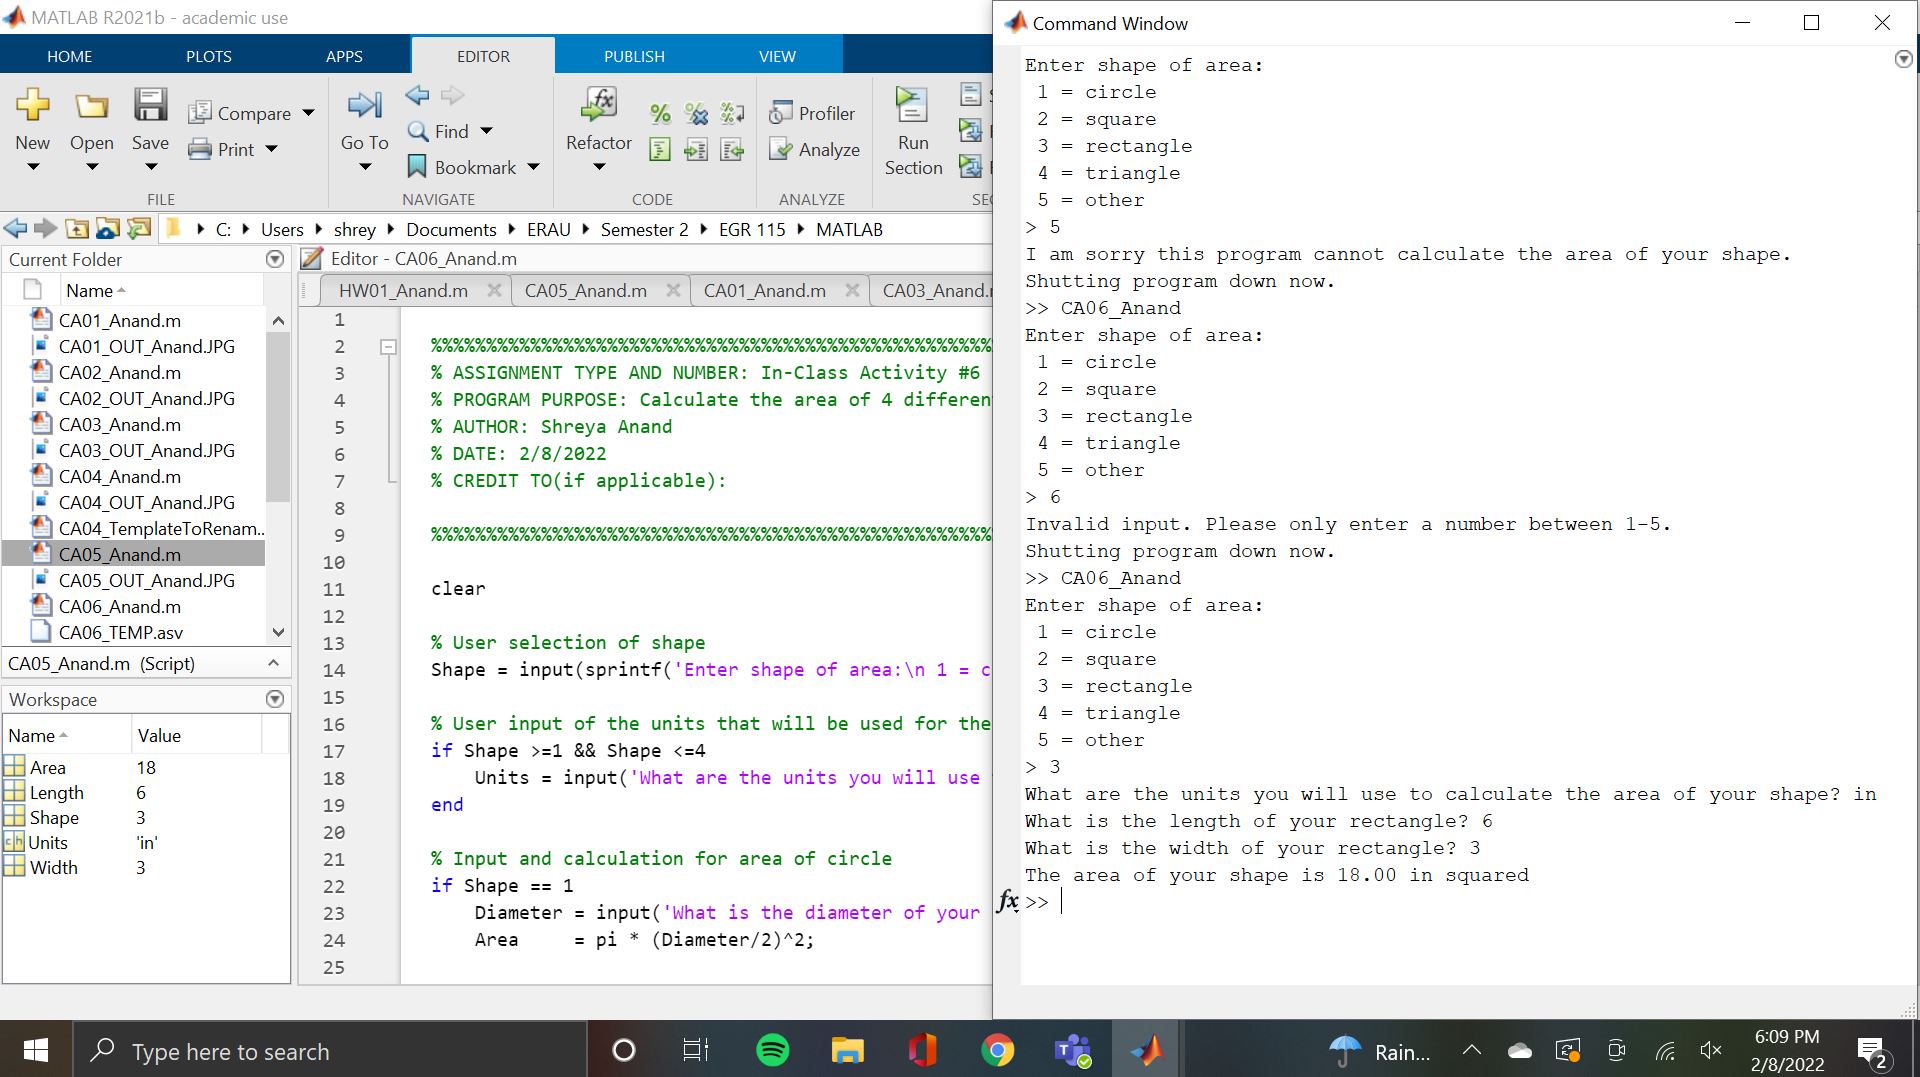 MATLAB R2021b - academic use
HOME PLOTS APPS EDITOR PUBLISH VIEW
New Open Save Compare Print
FILE
Go To Find Bookmark
NAVIGATE
Refactor
CODE
Profiler Analyze
ANALYZE
Run Section
C: Users shrey Documents ERAU Semester 2 EGR 115 MATLAB
Current Folder
Name
CA01_Anand.m
CA01_OUT_Anand.JPG
CA02_Anand.m
CA02_OUT_Anand.JPG
CA03_Anand.m
CA03_OUT_Anand.JPG
CA04_Anand.m
CA04_OUT_Anand.JPG
CA04_TemplateToRenam..
CA05_Anand.m
CA05_OUT_Anand.JPG
CA06_Anand.m
CA06_TEMP.asv
CA05_Anand.m (Script)
Workspace
Name Value
Area 18
Length 6
Shape 3
Units 'in'
Width 3
Editor - CA06_Anand.m
HW01_Anand.m CA05_Anand.m CA01_Anand.m CA03_Anand.
1
2 %%%%%%%%%%%%%%%%%%%%%%%%%%%%%%%%%%%%%%%%%%%%%%%%%%%
3 % ASSIGNMENT TYPE AND NUMBER: In-Class Activity #6
4 % PROGRAM PURPOSE: Calculate the area of 4 differen
5 % AUTHOR: Shreya Anand
6 % DATE: 2/8/2022
7 % CREDIT TO(if applicable):
8
9 %%%%%%%%%%%%%%%%%%%%%%%%%%%%%%%%%%%%%%%%%%%%%%%%%%%
10
11 clear
12
13 % User selection of shape
14 Shape = input(sprintf('Enter shape of area:\n 1 = c
15
16 % User input of the units that will be used for the
17 if Shape >=1 && Shape <=4
18 Units = input('What are the units you will use
19 end
20
21 % Input and calculation for area of circle
22 if Shape == 1
23 Diameter = input('What is the diameter of your
24 Area = pi * (Diameter/2)^2;
25
Command Window
Enter shape of area:
1 = circle
2 = square
3 = rectangle
4 = triangle
5 = other
> 5
I am sorry this program cannot calculate the area of your shape.
Shutting program down now.
>> CA06_Anand
Enter shape of area:
1 = circle
2 = square
3 = rectangle
4 = triangle
5 = other
> 6
Invalid input. Please only enter a number between 1-5.
Shutting program down now.
>> CA06_Anand
Enter shape of area:
1 = circle
2 = square
3 = rectangle
4 = triangle
5 = other
> 3
What are the units you will use to calculate the area of your shape? in
What is the length of your rectangle? 6
What is the width of your rectangle? 3
The area of your shape is 18.00 in squared
fx >>
Type here to search
Rain...
6:09 PM
2/8/2022
2